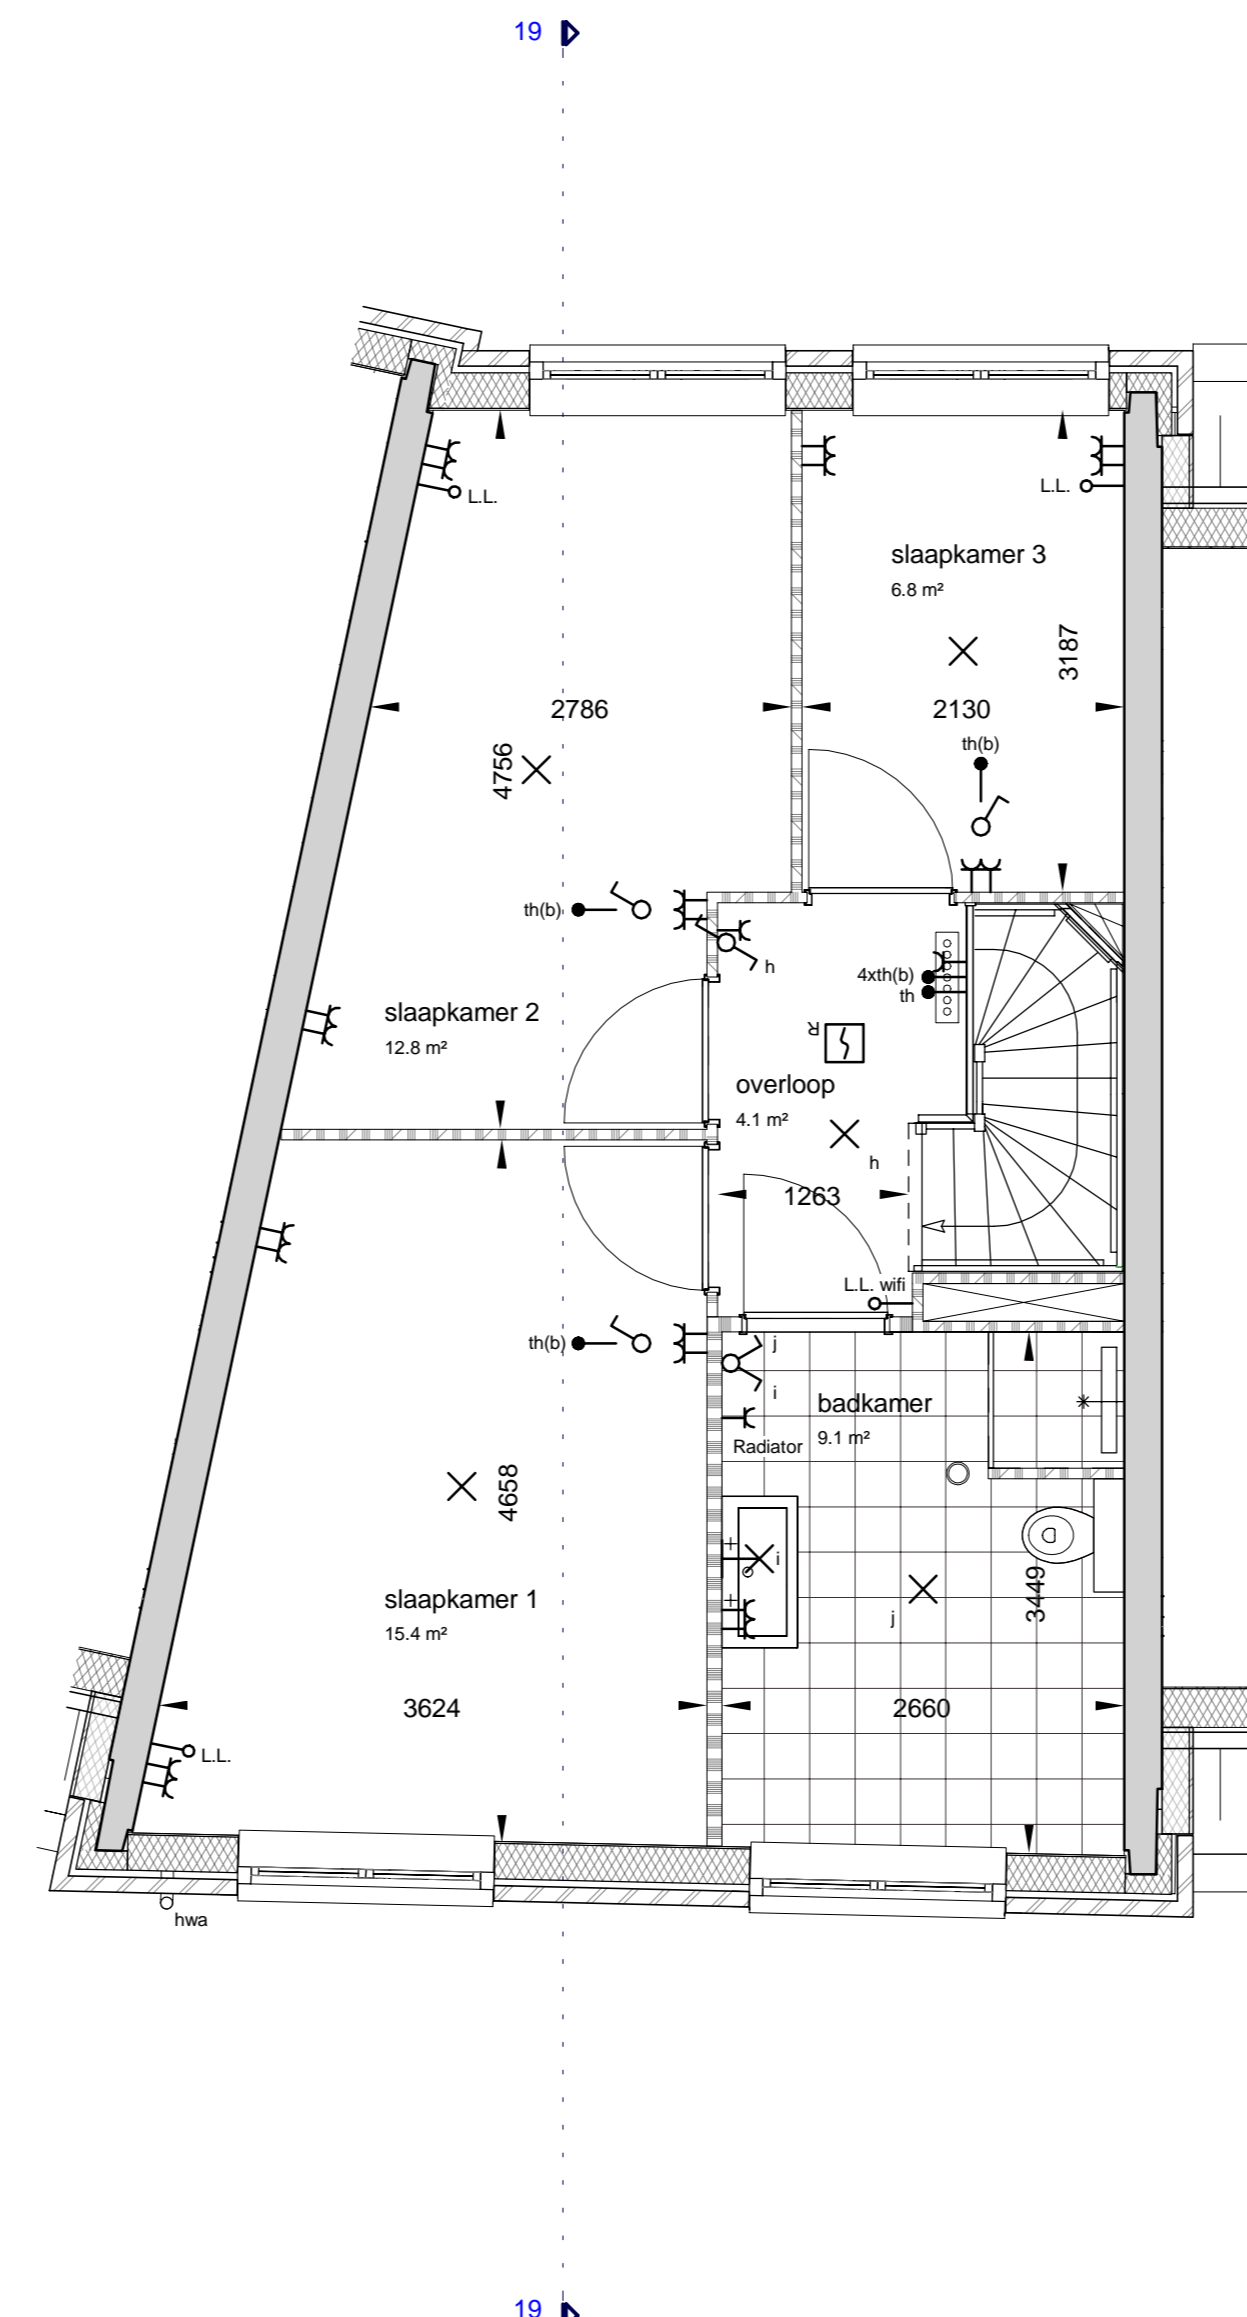 19
L.L.
L.L.
slaapkamer 3
6.8 m²
3187
2786
2130
th(b)
4756
th(b)
h
4xth(b)
th
slaapkamer 2
12.8 m²
R
overloop
4.1 m²
h
1263
L.L. wifi
th(b)
j
i
badkamer
9.1 m²
Radiator
4658
i
3449
slaapkamer 1
15.4 m²
j
3624
2660
L.L.
hwa
19